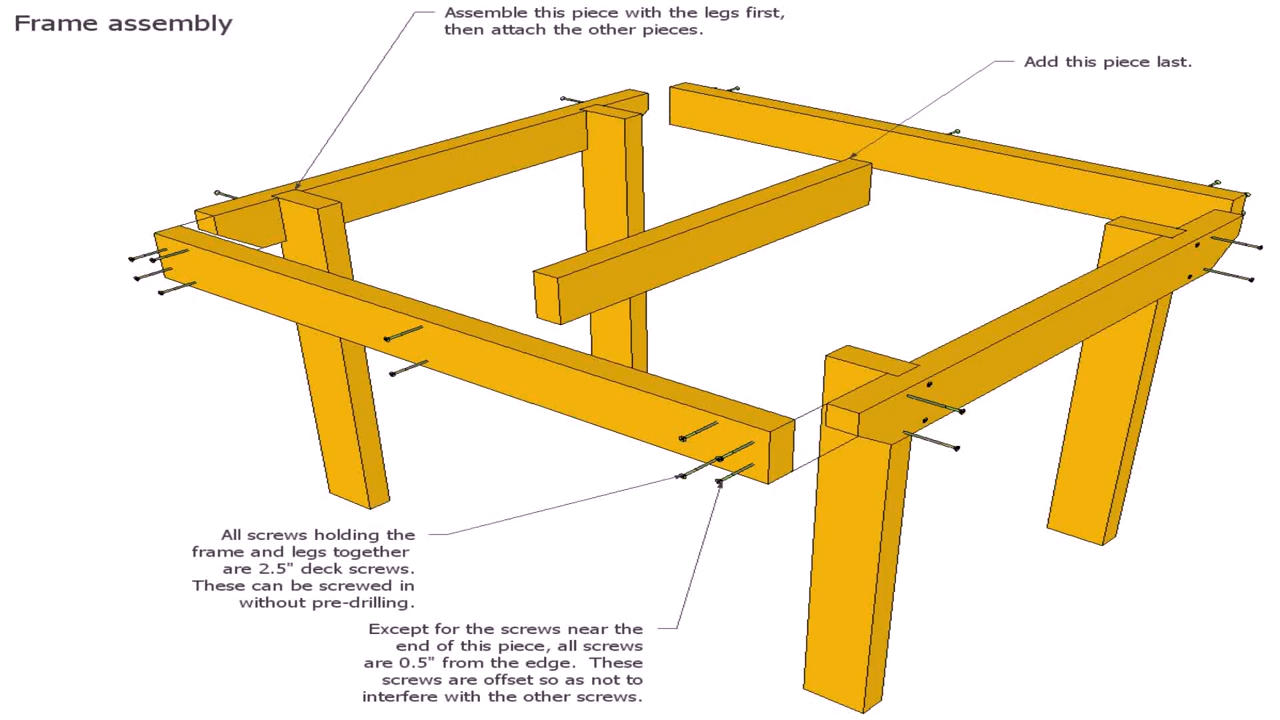 Frame assembly
Assemble this piece with the legs first,
then attach the other pieces.
Add this piece last.
All screws holding the
frame and legs together
are 2.5" deck screws.
These can be screwed in
without pre-drilling.
Except for the screws near the
end of this piece, all screws
are 0.5" from the edge.  These
screws are offset so as not to
interfere with the other screws.